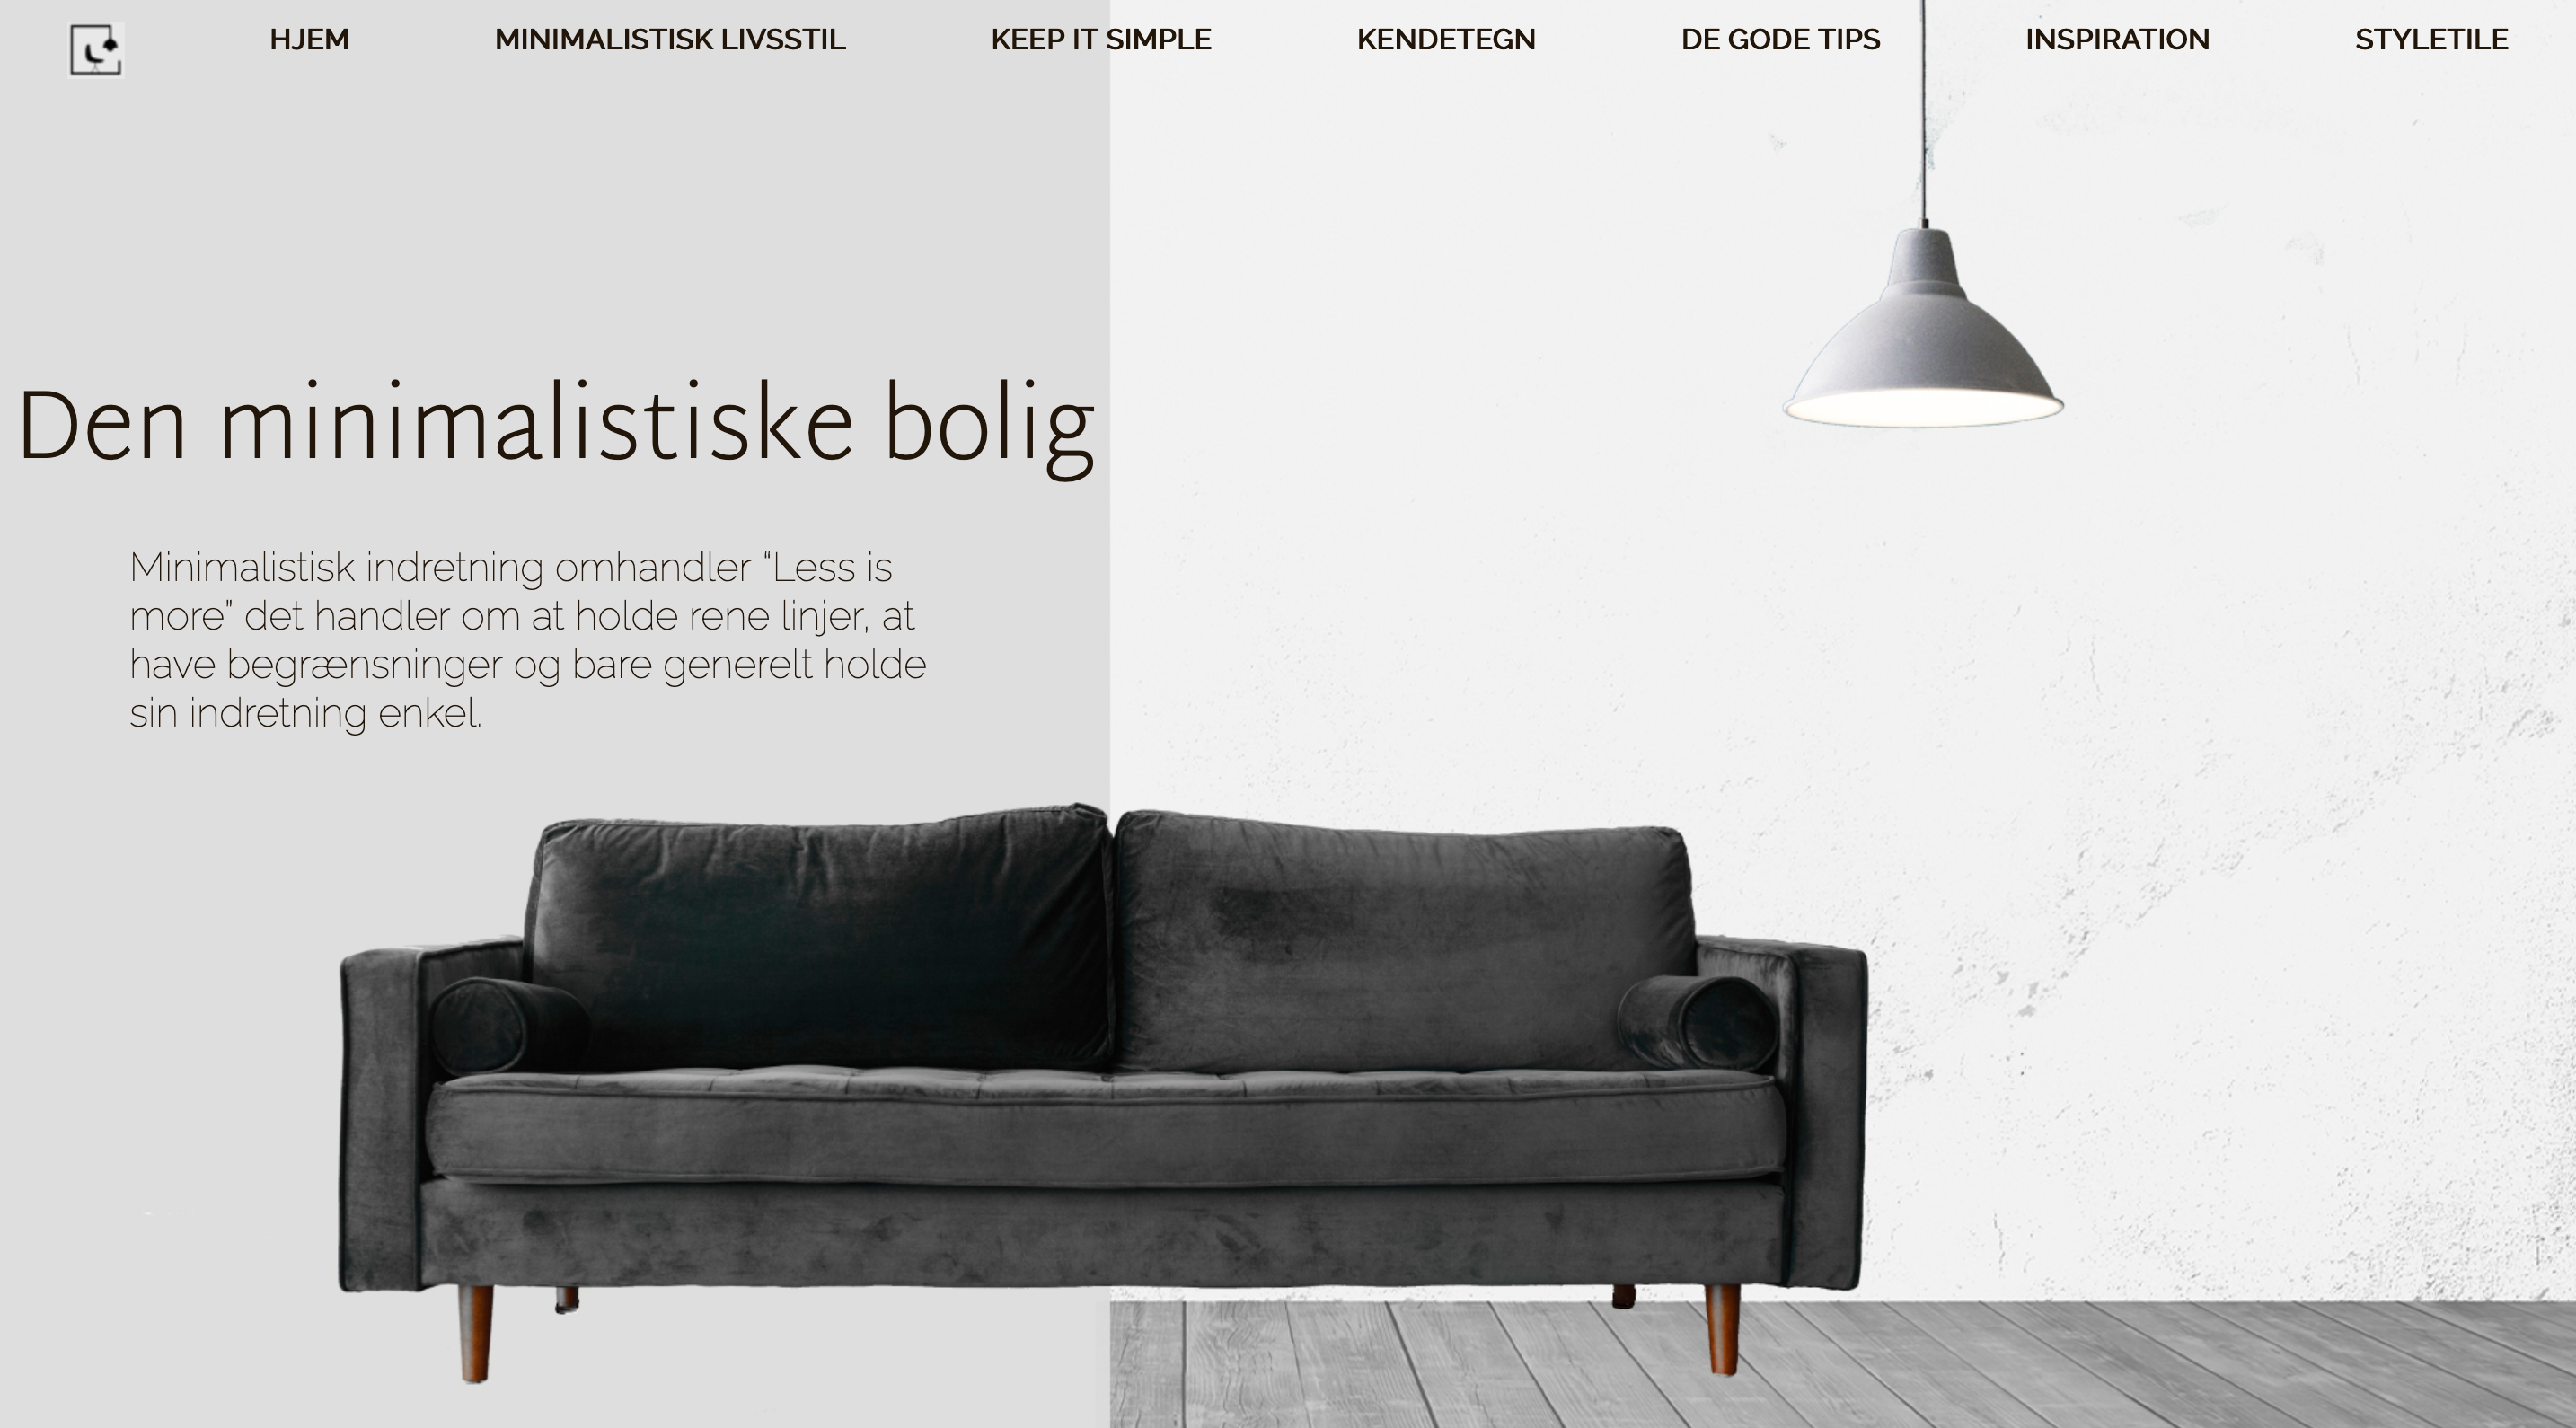 HJEM MINIMALISTISK LIVSSTIL KEEP IT SIMPLE KENDETEGN DE GODE TIPS INSPIRATION STYLETILE
Den minimalistiske bolig
Minimalistisk indretning omhandler “Less is
more” det handler om at holde rene linjer, at
have begrænsninger og bare generelt holde
sin indretning enkel.